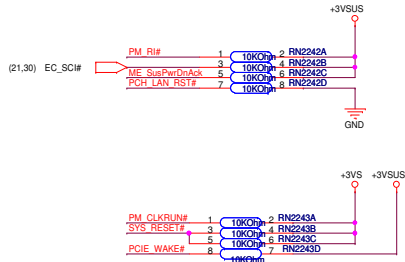 +3VSUS
PM_RI# 1 10KOhm 2 RN2242A
(21,30) EC_SCI# 3 10KOhm 4 RN2242B
ME_SusPwrDnAck 5 10KOhm 6 RN2242C
PCH_LAN_RST# 7 10KOhm 8 RN2242D
GND
+3VS +3VSUS
PM_CLKRUN# 1 10KOhm 2 RN2243A
SYS_RESET# 3 10KOhm 4 RN2243B
5 10KOhm 6 RN2243C
PCIE_WAKE# 8 10KOhm 7 RN2243D